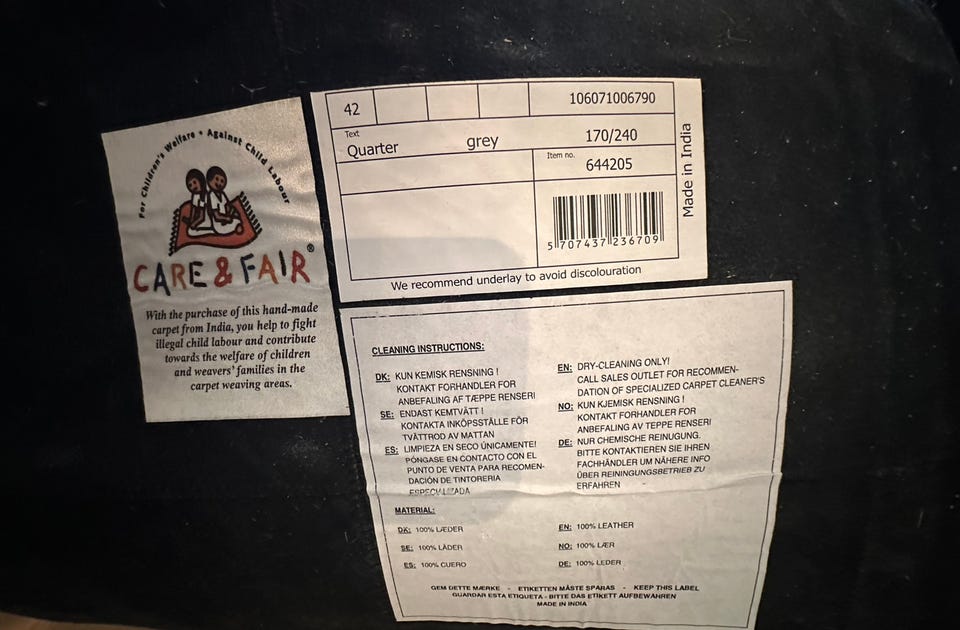 For Children's Welfare • Against Child Labour
CARE & FAIR®
With the purchase of this hand-made
carpet from India, you help to fight
illegal child labour and contribute
towards the welfare of children
and weavers' families in the
carpet weaving areas.
42 106071006790
Text
Quarter grey 170/240
Item no.
644205
5 707437 236709
Made in India
We recommend underlay to avoid discolouration
CLEANING INSTRUCTIONS:
DK: KUN KEMISK RENSNING !
KONTAKT FORHANDLER FOR
ANBEFALING AF TÆPPE RENSERI
SE: ENDAST KEMTVÄTT !
KONTAKTA INKÖPSSTÄLLE FÖR
TVÄTTROD AV MATTAN
ES: LIMPIEZA EN SECO ÚNICAMENTE!
PÓNGASE EN CONTACTO CON EL
PUNTO DE VENTA PARA RECOMEN-
DACIÓN DE TINTORERIA
ESPECIALIZADA
EN: DRY-CLEANING ONLY!
CALL SALES OUTLET FOR RECOMMEN-
DATION OF SPECIALIZED CARPET CLEANER'S
NO: KUN KJEMISK RENSNING !
KONTAKT FORHANDLER FOR
ANBEFALING AV TEPPE RENSERI
DE: NUR CHEMISCHE REINUGUNG.
BITTE KONTAKTIEREN SIE IHREN
FACHHÄNDLER UM NÄHERE INFO
ÜBER REININGUNGSBETRIEB ZU
ERFAHREN
MATERIAL:
DK: 100% LÆDER
SE: 100% LÄDER
ES: 100% CUERO
EN: 100% LEATHER
NO: 100% LÆR
DE: 100% LEDER
GEM DETTE MÆRKE - ETIKETTEN MÅSTE SPARAS - KEEP THIS LABEL
GUARDAR ESTA ETIQUETA - BITTE DAS ETIKETT AUFBEWAHREN
MADE IN INDIA